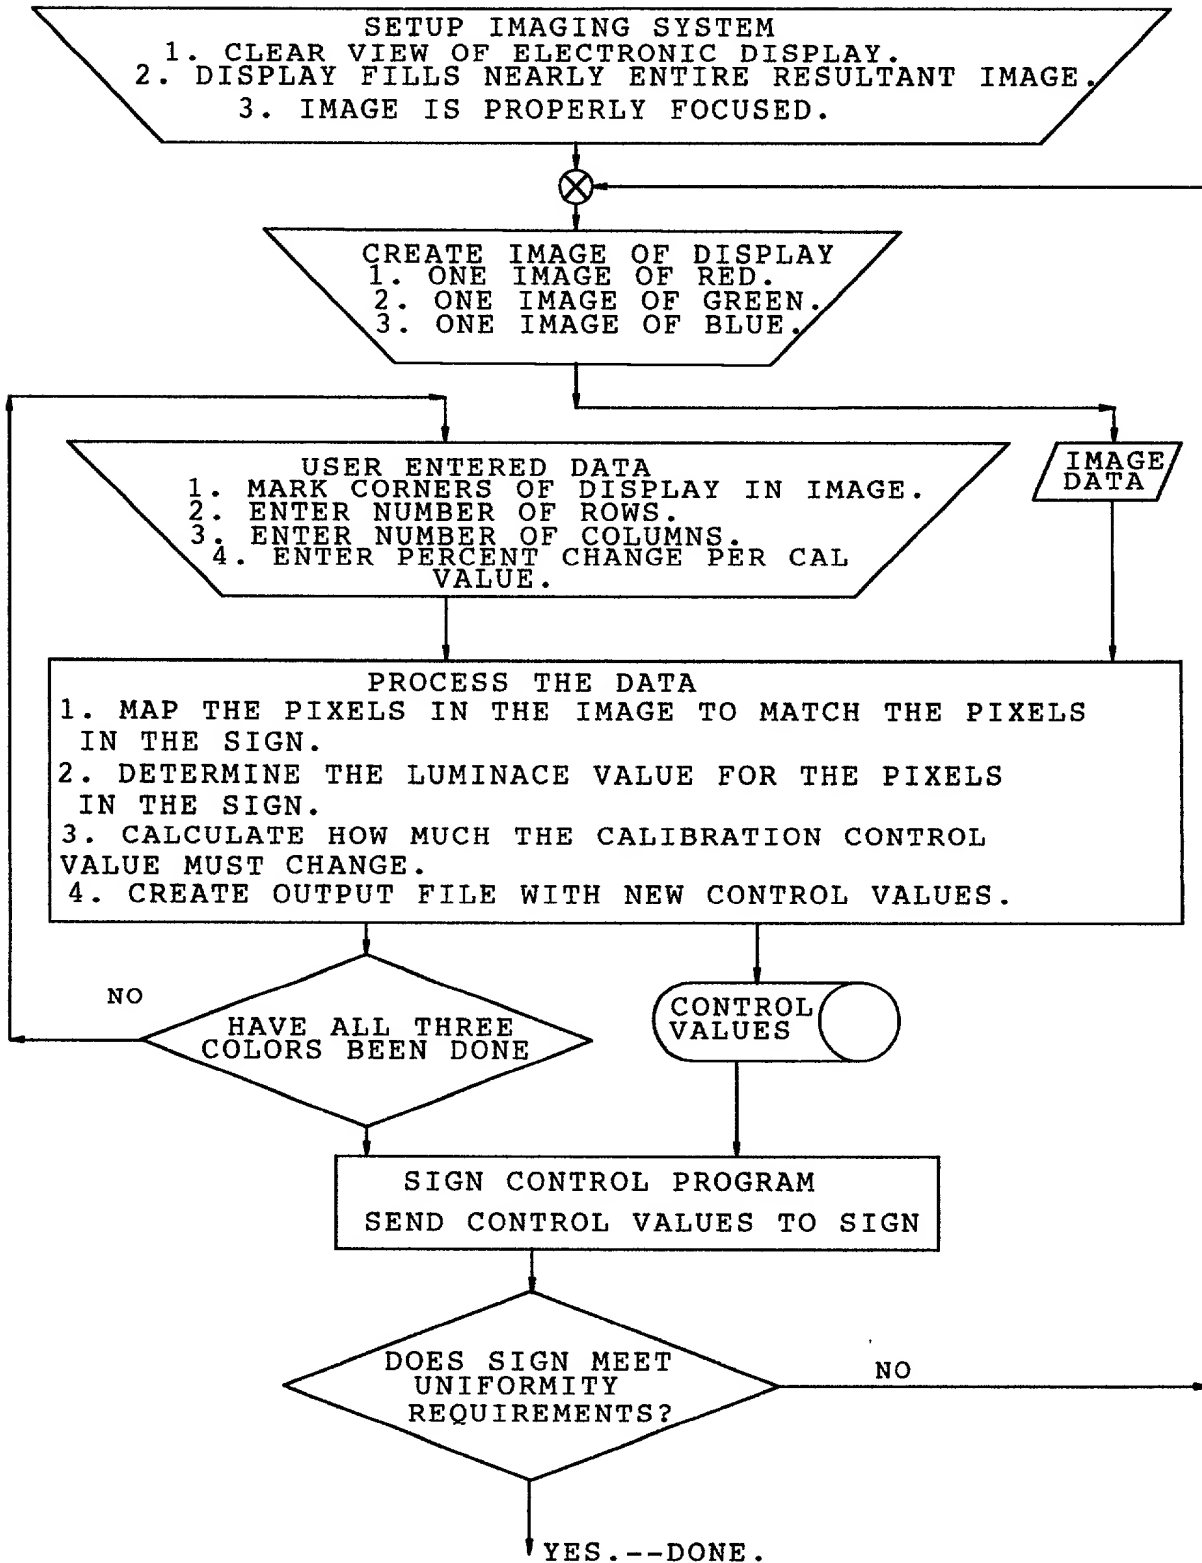 SETUP IMAGING SYSTEM
1. CLEAR VIEW OF ELECTRONIC DISPLAY.
2. DISPLAY FILLS NEARLY ENTIRE RESULTANT IMAGE.
3. IMAGE IS PROPERLY FOCUSED.
CREATE IMAGE OF DISPLAY
1. ONE IMAGE OF RED.
2. ONE IMAGE OF GREEN.
3. ONE IMAGE OF BLUE.
USER ENTERED DATA
1. MARK CORNERS OF DISPLAY IN IMAGE.
2. ENTER NUMBER OF ROWS.
3. ENTER NUMBER OF COLUMNS.
4. ENTER PERCENT CHANGE PER CAL
VALUE.
IMAGE
DATA
PROCESS THE DATA
1. MAP THE PIXELS IN THE IMAGE TO MATCH THE PIXELS
IN THE SIGN.
2. DETERMINE THE LUMINACE VALUE FOR THE PIXELS
IN THE SIGN.
3. CALCULATE HOW MUCH THE CALIBRATION CONTROL
VALUE MUST CHANGE.
4. CREATE OUTPUT FILE WITH NEW CONTROL VALUES.
NO
HAVE ALL THREE
COLORS BEEN DONE
CONTROL
VALUES
SIGN CONTROL PROGRAM
SEND CONTROL VALUES TO SIGN
DOES SIGN MEET
UNIFORMITY
REQUIREMENTS?
NO
YES.--DONE.